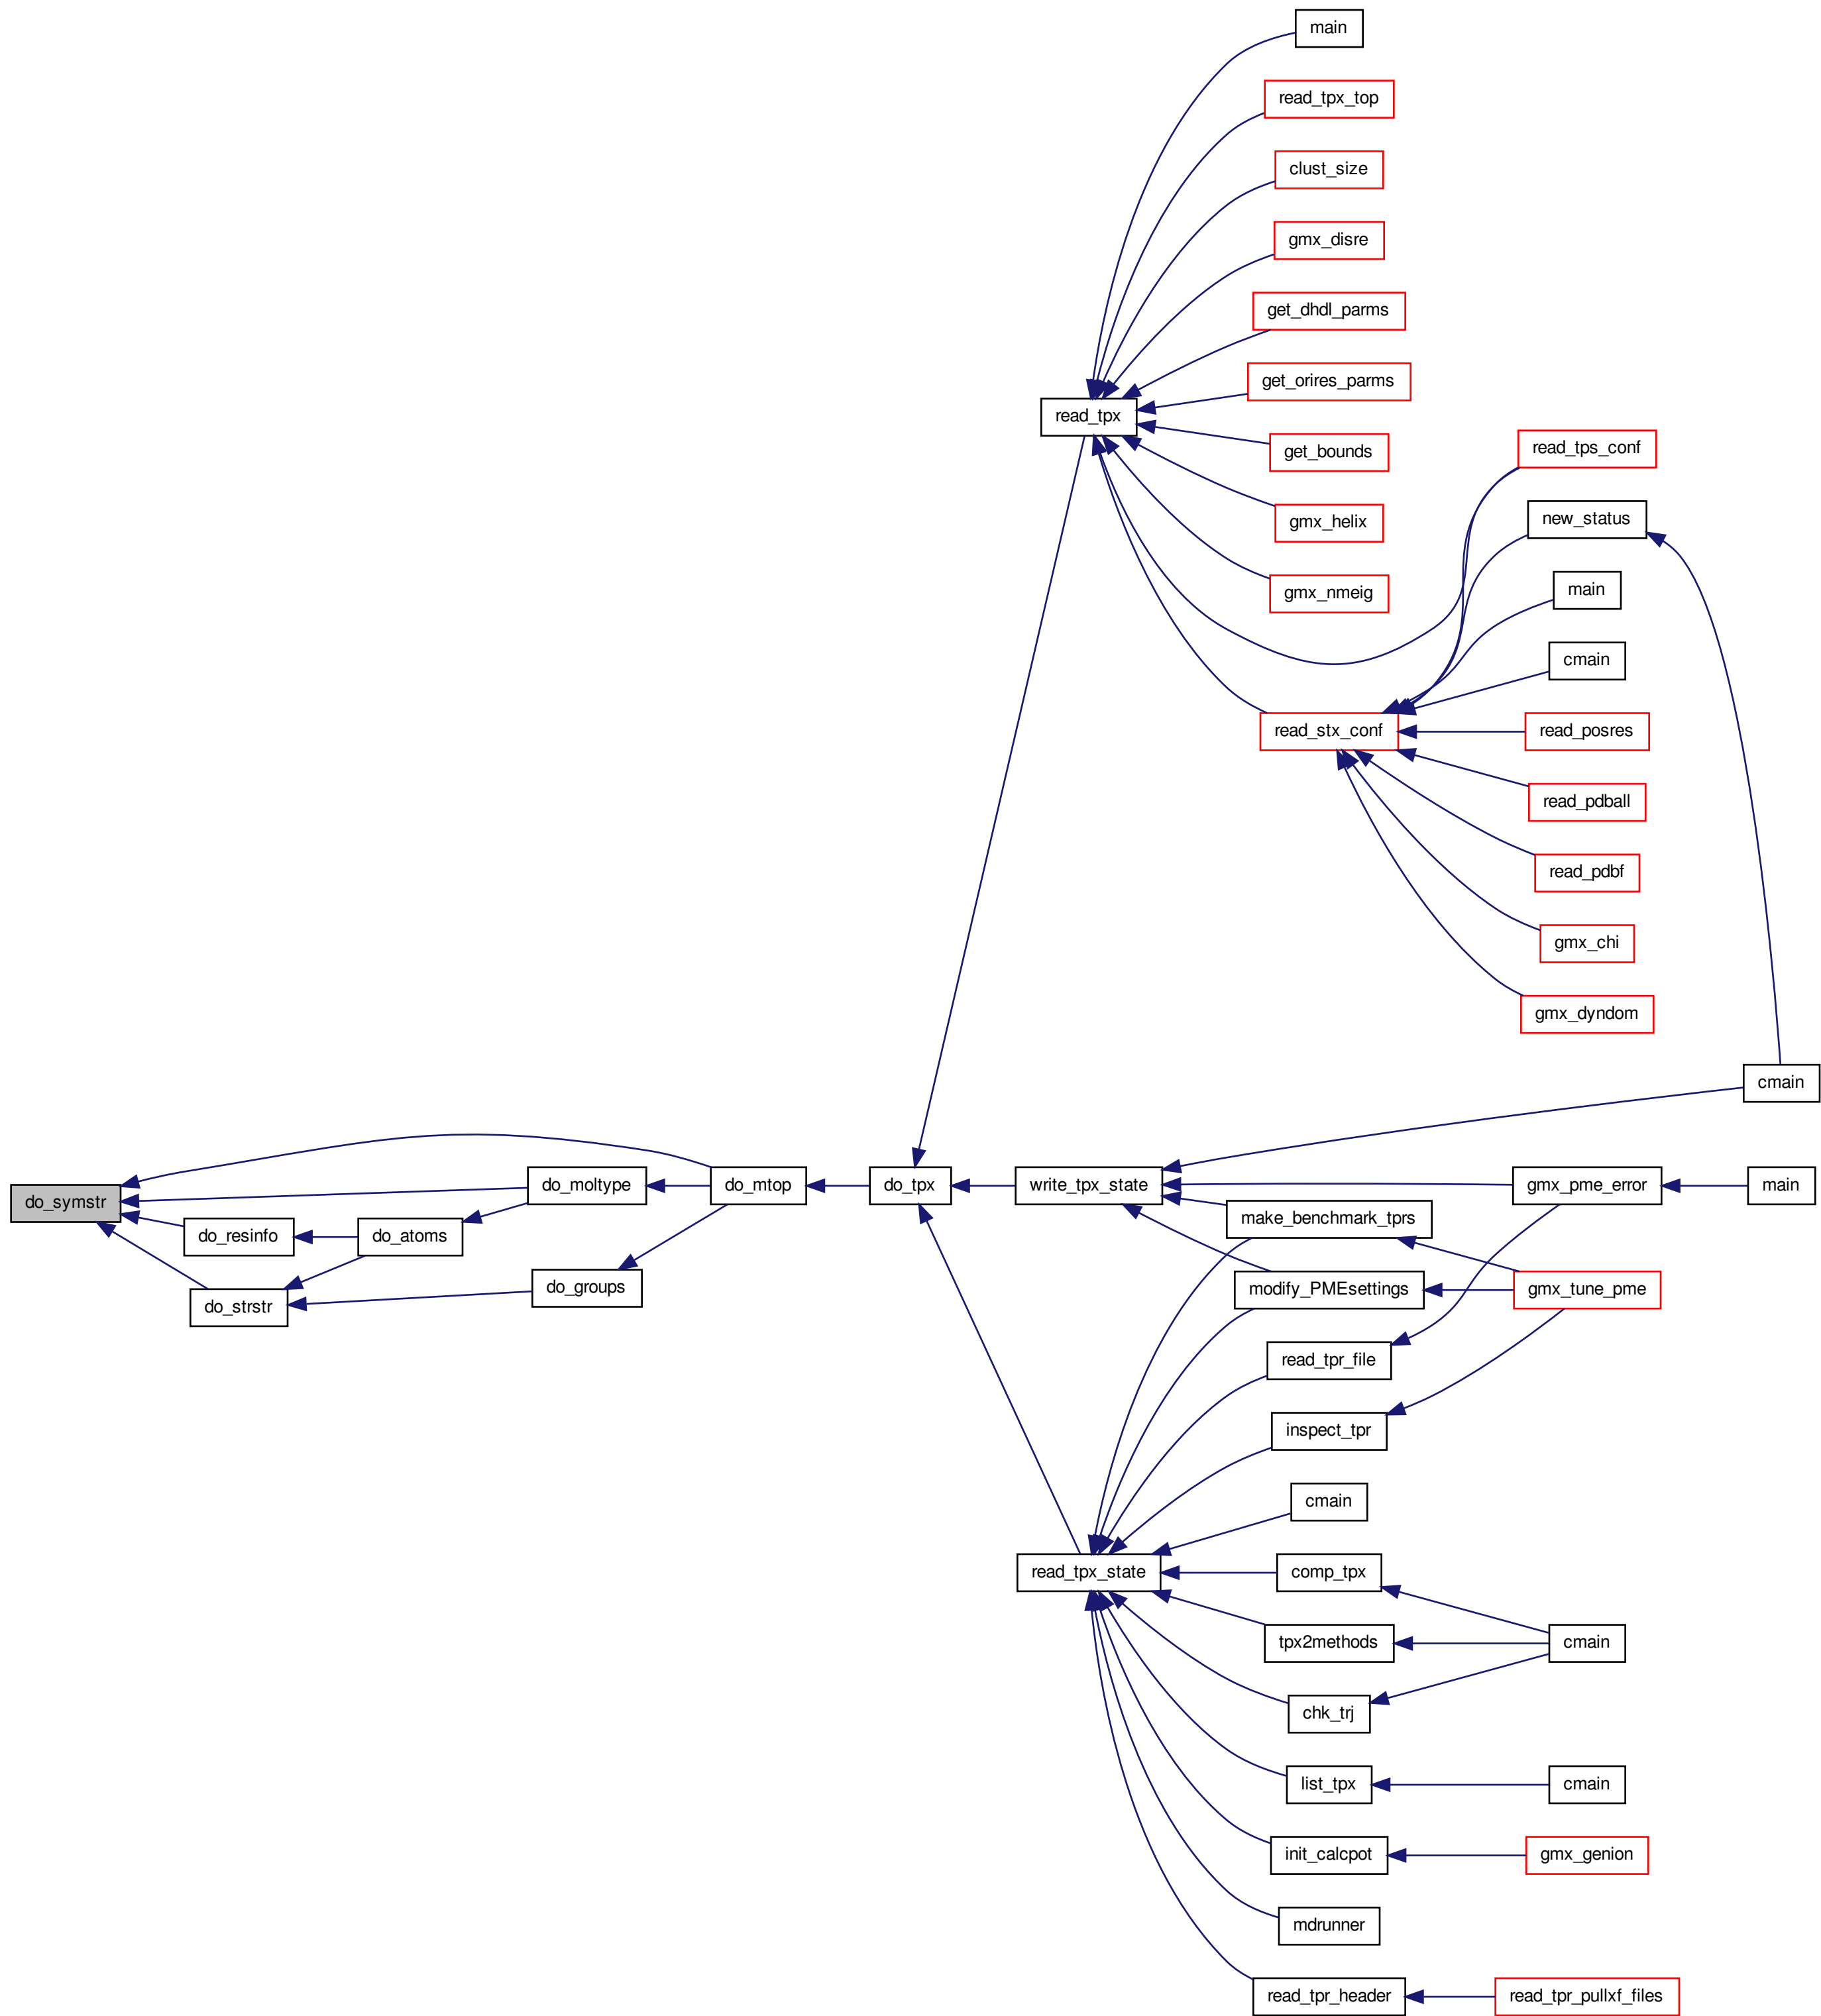 main
read_tpx_top
clust_size
gmx_disre
get_dhdl_parms
get_orires_parms
read_tpx
get_bounds
read_tps_conf
gmx_helix
new_status
gmx_nmeig
main
cmain
read_stx_conf
read_posres
read_pdball
read_pdbf
gmx_chi
gmx_dyndom
cmain
do_symstr
do_moltype
do_mtop
do_tpx
write_tpx_state
gmx_pme_error
main
make_benchmark_tprs
do_resinfo
do_atoms
do_groups
modify_PMEsettings
gmx_tune_pme
do_strstr
read_tpr_file
inspect_tpr
cmain
read_tpx_state
comp_tpx
tpx2methods
cmain
chk_trj
list_tpx
cmain
init_calcpot
gmx_genion
mdrunner
read_tpr_header
read_tpr_pullxf_files